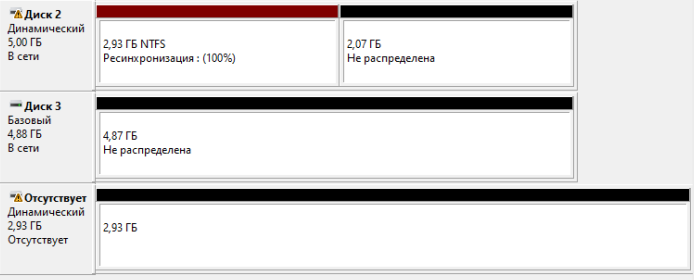 Диск 2
Динамический
5,00 ГБ
В сети
2,93 ГБ NTFS
Ресинхронизация : (100%)
2,07 ГБ
Не распределена
Диск 3
Базовый
4,88 ГБ
В сети
4,87 ГБ
Не распределена
Отсутствует
Динамический
2,93 ГБ
Отсутствует
2,93 ГБ